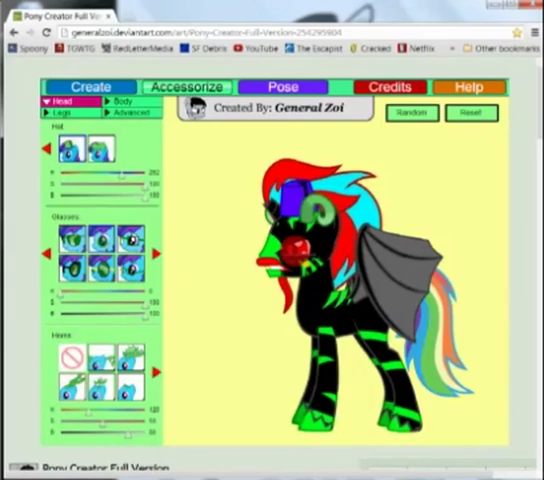 Pony Creator Full Ver
generalzoi.deviantart.com/art/Pony-Creator-Full-Version-254295904
Spoony TGWTG RedLetterMedia SF Debris YouTube The Escapist Cracked Netflix » Other bookmarks
Create Accessorize Pose Credits Help
Head Body
Legs Advanced
Created By: General Zoi
Random Reset
Hat
Glasses
Horns
Pony Creator Full Version